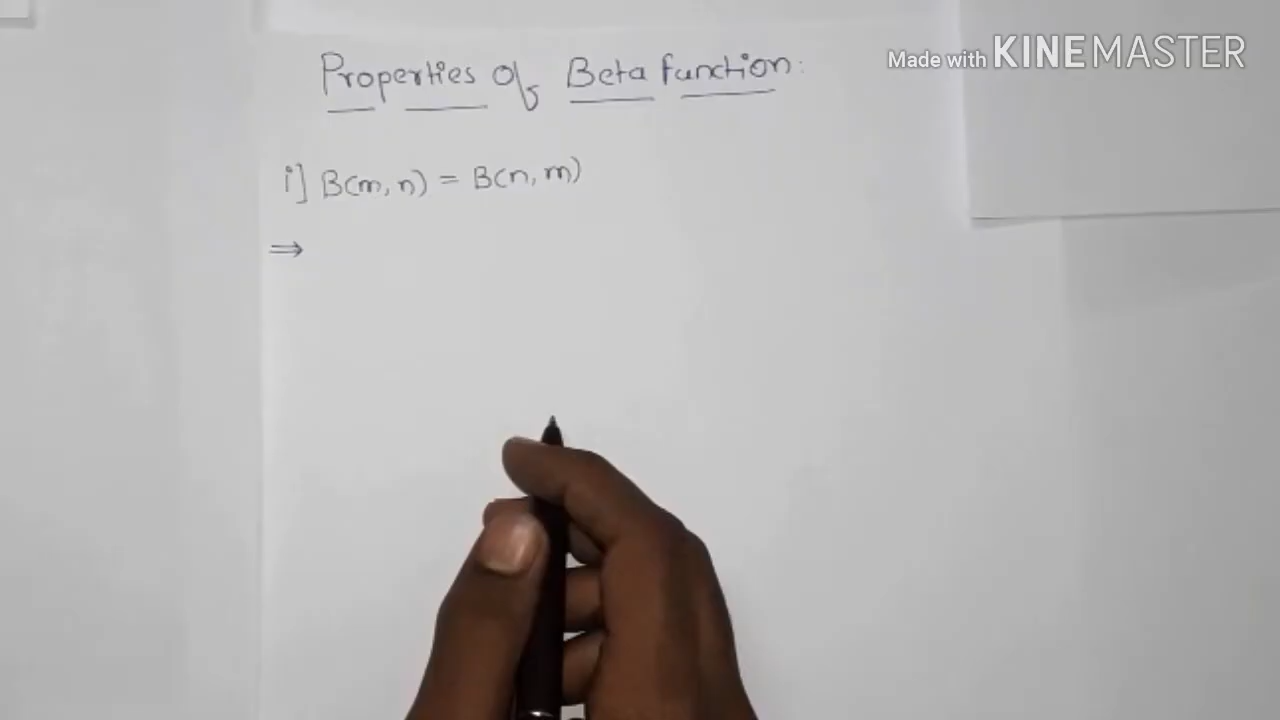 Made with KINEMASTER
Properties of Beta function:
i] B(m, n) = B(n, m)
⇒